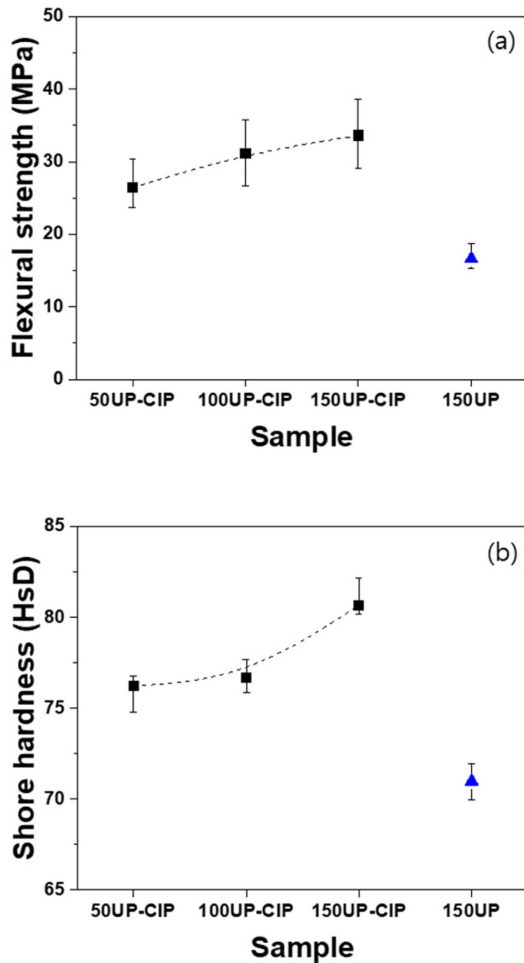 (a)
Flexural strength (MPa)
50
40
30
20
10
0
50UP-CIP 100UP-CIP 150UP-CIP 150UP
Sample
(b)
Shore hardness (HsD)
85
80
75
70
65
50UP-CIP 100UP-CIP 150UP-CIP 150UP
Sample